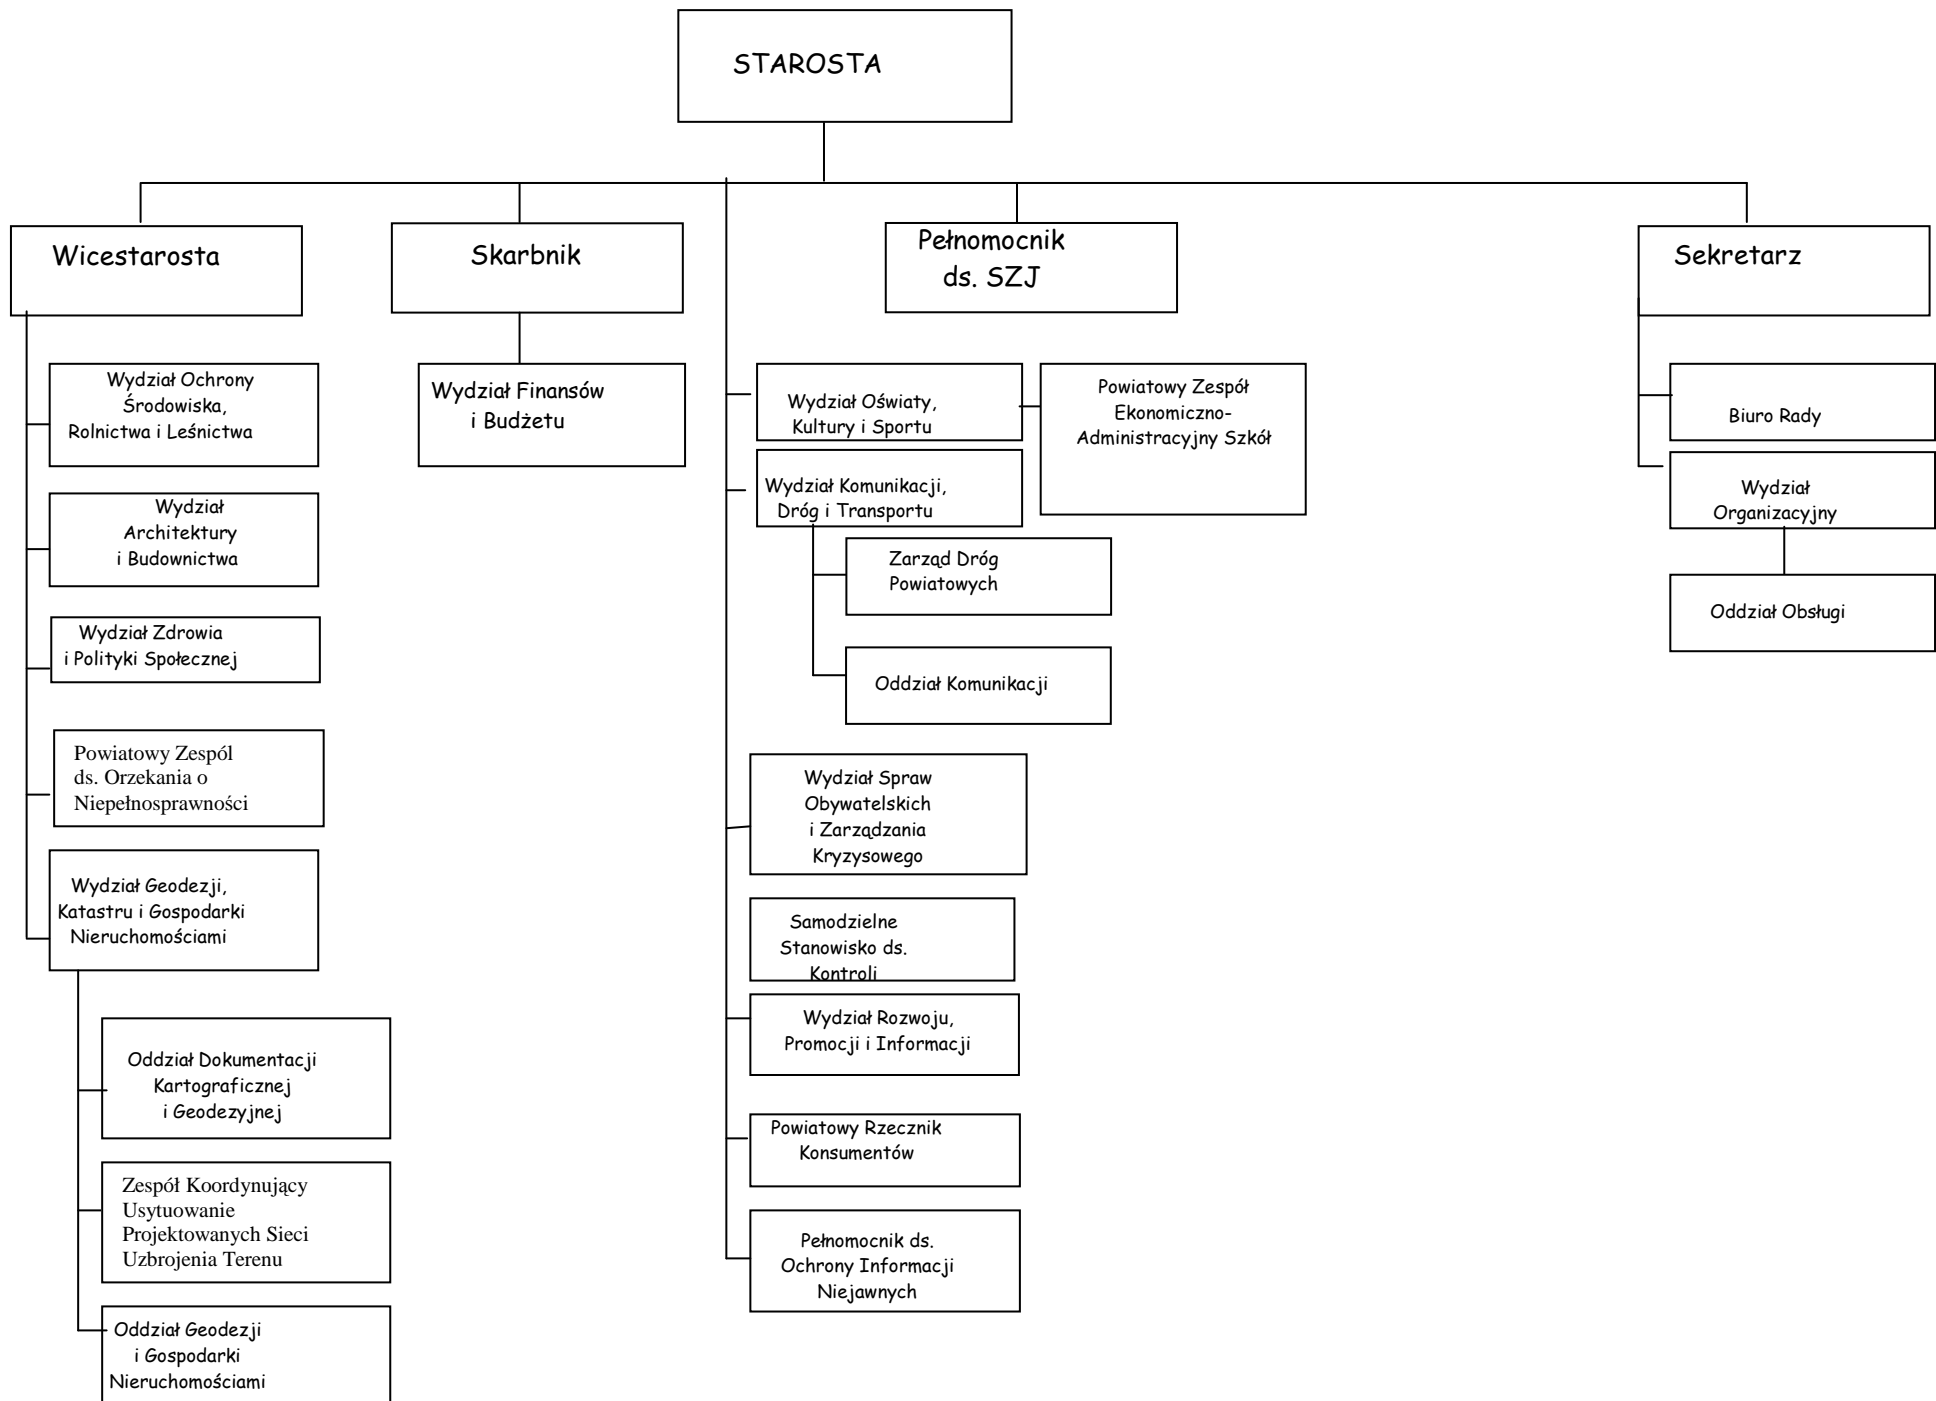 STAROSTA
Wicestarosta
Skarbnik
Pełnomocnik
ds. SZJ
Sekretarz
Wydział Ochrony
Środowiska,
Rolnictwa i Leśnictwa
Wydział
Architektury
i Budownictwa
Wydział Zdrowia
i Polityki Społecznej
Powiatowy Zespól
ds. Orzekania o
Niepełnosprawności
Wydział Geodezji,
Katastru i Gospodarki
Nieruchomościami
Oddział Dokumentacji
Kartograficznej
i Geodezyjnej
Zespół Koordynujący
Usytuowanie
Projektowanych Sieci
Uzbrojenia Terenu
Oddział Geodezji
i Gospodarki
Nieruchomościami
Wydział Finansów
i Budżetu
Wydział Oświaty,
Kultury i Sportu
Powiatowy Zespół
Ekonomiczno-
Administracyjny Szkół
Wydział Komunikacji,
Dróg i Transportu
Zarząd Dróg
Powiatowych
Oddział Komunikacji
Wydział Spraw
Obywatelskich
i Zarządzania
Kryzysowego
Samodzielne
Stanowisko ds.
Kontroli
Wydział Rozwoju,
Promocji i Informacji
Powiatowy Rzecznik
Konsumentów
Pełnomocnik ds.
Ochrony Informacji
Niejawnych
Biuro Rady
Wydział
Organizacyjny
Oddział Obsługi